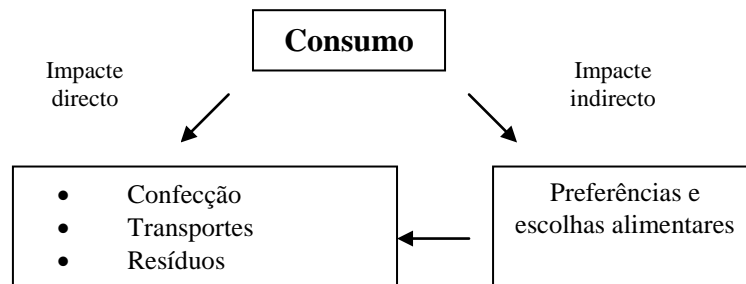 Consumo
Impacte
directo
Impacte
indirecto
• Confecção
• Transportes
• Resíduos
Preferências e
escolhas alimentares